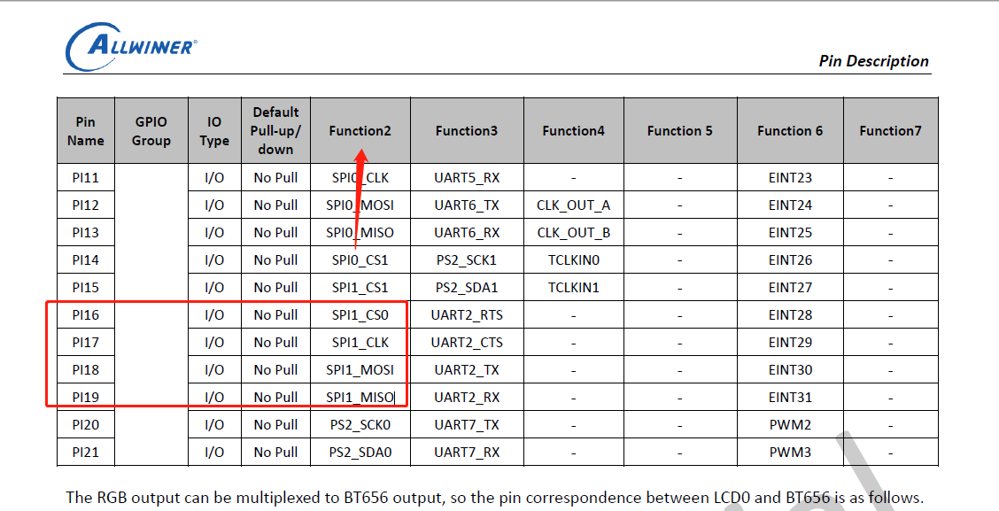 ALLWINNER®
Pin Description
Pin Name GPIO Group IO Type Default Pull-up/ down Function2 Function3 Function4 Function 5 Function 6 Function7
PI11 I/O No Pull SPI0_CLK UART5_RX - - EINT23 -
PI12 I/O No Pull SPI0_MOSI UART6_TX CLK_OUT_A - EINT24 -
PI13 I/O No Pull SPI0_MISO UART6_RX CLK_OUT_B - EINT25 -
PI14 I/O No Pull SPI0_CS1 PS2_SCK1 TCLKIN0 - EINT26 -
PI15 I/O No Pull SPI1_CS1 PS2_SDA1 TCLKIN1 - EINT27 -
PI16 I/O No Pull SPI1_CS0 UART2_RTS - - EINT28 -
PI17 I/O No Pull SPI1_CLK UART2_CTS - - EINT29 -
PI18 I/O No Pull SPI1_MOSI UART2_TX - - EINT30 -
PI19 I/O No Pull SPI1_MISO UART2_RX - - EINT31 -
PI20 I/O No Pull PS2_SCK0 UART7_TX - - PWM2 -
PI21 I/O No Pull PS2_SDA0 UART7_RX - - PWM3 -
The RGB output can be multiplexed to BT656 output, so the pin correspondence between LCD0 and BT656 is as follows.